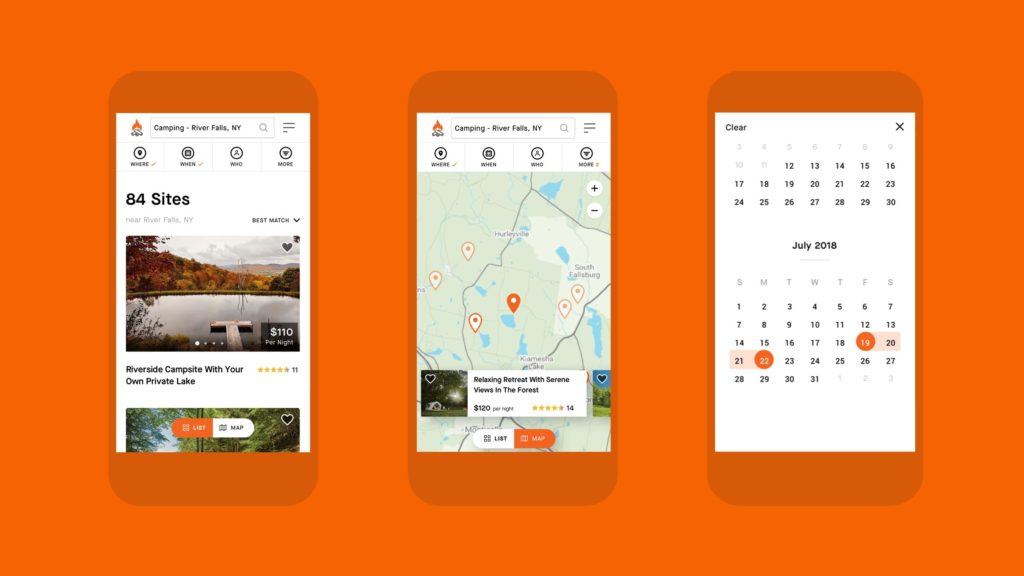 Camping - River Falls, NY
WHERE WHEN WHO MORE
84 Sites
near River Falls, NY BEST MATCH
$110
Per Night
Riverside Campsite With Your 11
Own Private Lake
LIST MAP
Camping - River Falls, NY
WHERE WHEN WHO MORE 2
+
−
Hurleyville
South
Fallsburg
ns
Kiamesha
Lake
Relaxing Retreat With Serene
Views In The Forest
$120 per night 14
LIST MAP
Clear
3 4 5 6 7 8 9
10 11 12 13 14 15 16
17 18 19 20 21 22 23
24 25 26 27 28 29 30
July 2018
S M T W T F S
1 2 3 4 5 6 7
7 8 9 10 11 12 13
14 15 16 17 18 19 20
21 22 23 24 25 26 27
28 29 30 31 1 2 3